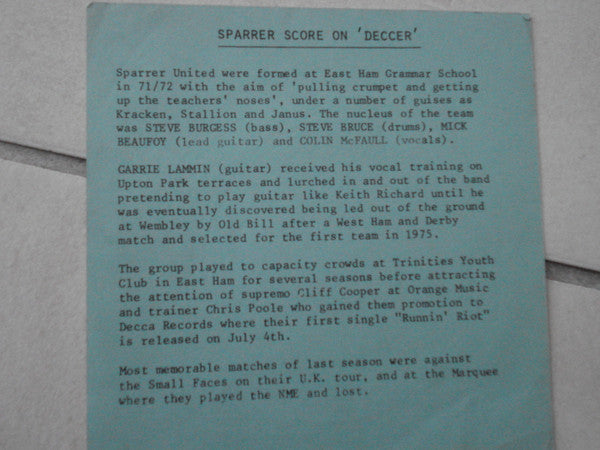 SPARRER SCORE ON 'DECCER'
Sparrer United were formed at East Ham Grammar School
in 71/72 with the aim of 'pulling crumpet and getting
up the teachers' noses', under a number of guises as
Kracken, Stallion and Janus. The nucleus of the team
was STEVE BURGESS (bass), STEVE BRUCE (drums), MICK
BEAUFOY (lead guitar) and COLIN McFAULL (vocals).
GARRIE LAMMIN (guitar) received his vocal training on
Upton Park terraces and lurched in and out of the band
pretending to play guitar like Keith Richard until he
was eventually discovered being led out of the ground
at Wembley by Old Bill after a West Ham and Derby
match and selected for the first team in 1975.
The group played to capacity crowds at Trinities Youth
Club in East Ham for several seasons before attracting
the attention of supremo Cliff Cooper at Orange Music
and trainer Chris Poole who gained them promotion to
Decca Records where their first single "Runnin' Riot"
is released on July 4th.
Most memorable matches of last season were against
the Small Faces on their U.K. tour, and at the Marquee
where they played the NME and lost.